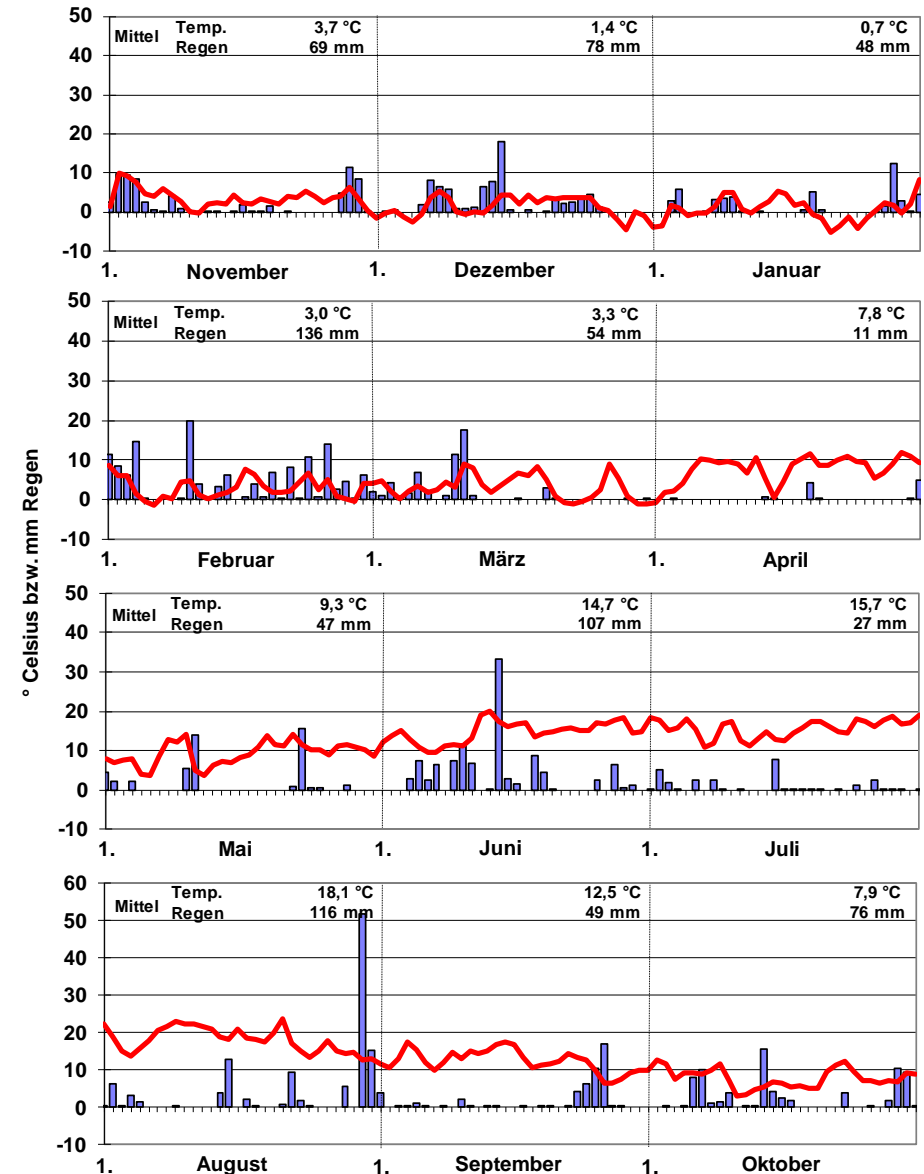 50
Mittel Temp. 3,7 °C 1,4 °C 0,7 °C
Regen 69 mm 78 mm 48 mm
40
30
20
10
0
-10
1. November 1. Dezember 1. Januar
50
Mittel Temp. 3,0 °C 3,3 °C 7,8 °C
Regen 136 mm 54 mm 11 mm
40
30
20
10
0
-10
1. Februar 1. März 1. April
° Celsius bzw. mm Regen
50
Mittel Temp. 9,3 °C 14,7 °C 15,7 °C
Regen 47 mm 107 mm 27 mm
40
30
20
10
0
-10
1. Mai 1. Juni 1. Juli
60
Mittel Temp. 18,1 °C 12,5 °C 7,9 °C
Regen 116 mm 49 mm 76 mm
50
40
30
20
10
0
-10
1. August 1. September 1. Oktober